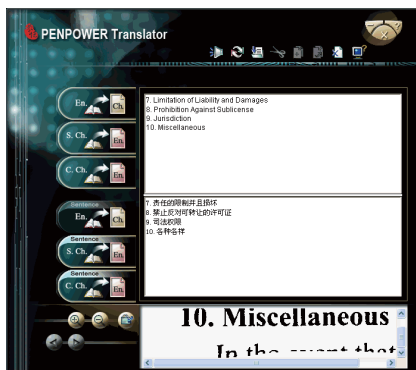 PENPOWER Translator
En.
Ch.
S. Ch.
En
C. Ch.
En.
Sentence
En.
Ch
Sentence
S. Ch.
En
Sentence
C. Ch.
En.
7. Limitation of Liability and Damages
8. Prohibition Against Sublicense
9. Jurisdiction
10. Miscellaneous
7. 责任的限制并且损坏
8. 禁止反对可转让的许可证
9. 司法权限
10. 各种各样
10. Miscellaneous
In the event that